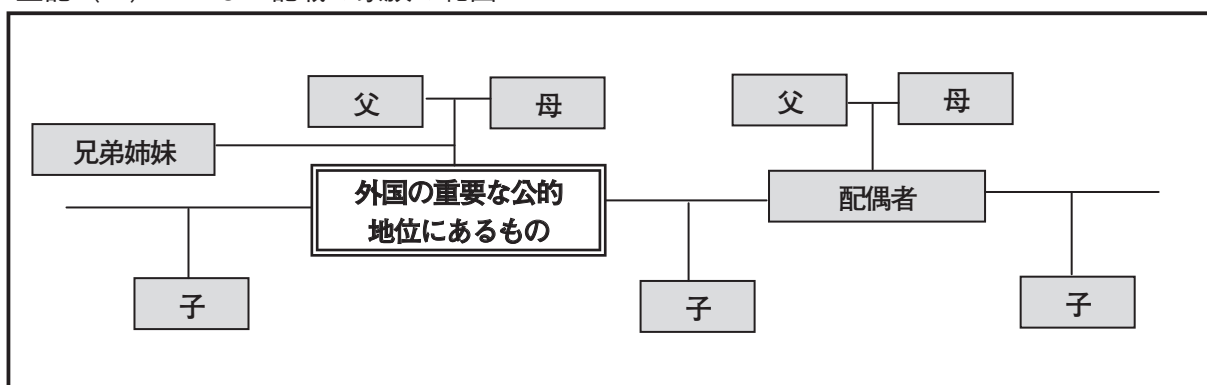 父
母
父
母
兄弟姉妹
外国の重要な公的
地位にあるもの
配偶者
子
子
子